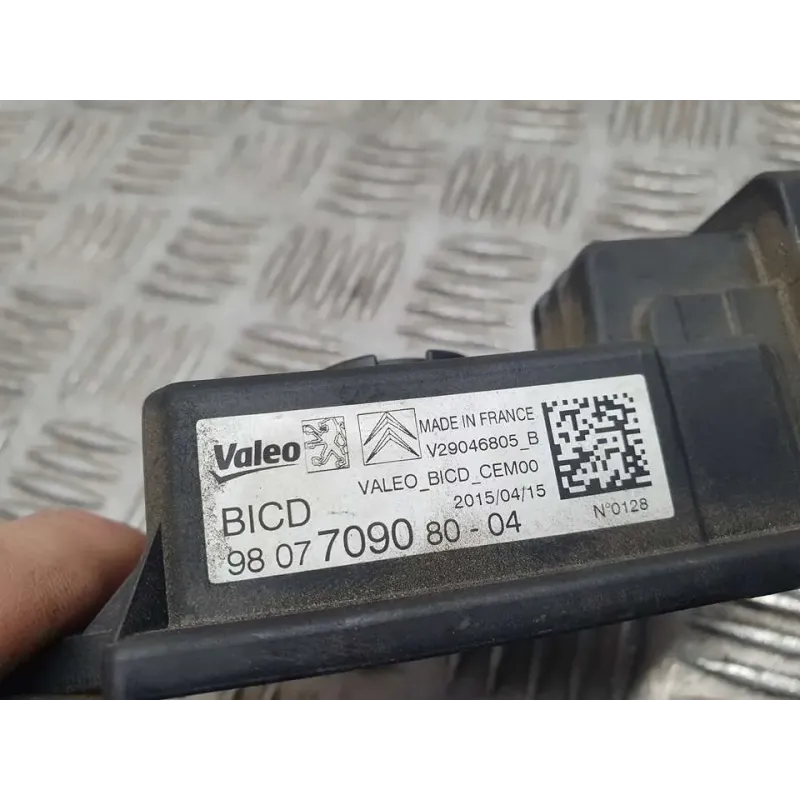 Valeo
MADE IN FRANCE
V29046805_B
VALEO_BICD_CEM00
2015/04/15
BICD
98 07 7090 80 - 04
N°0128